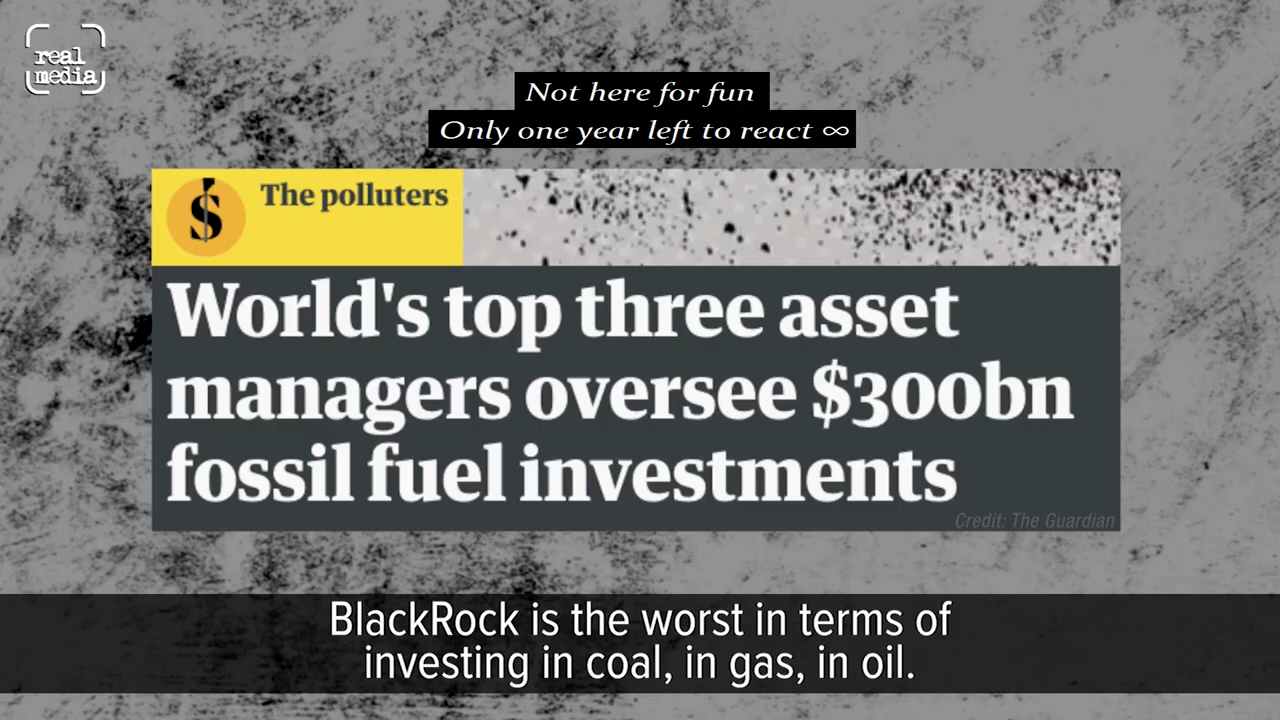 real
media
Not here for fun
Only one year left to react ∞
$ The polluters
World's top three asset
managers oversee $300bn
fossil fuel investments
Credit: The Guardian
BlackRock is the worst in terms of
investing in coal, in gas, in oil.